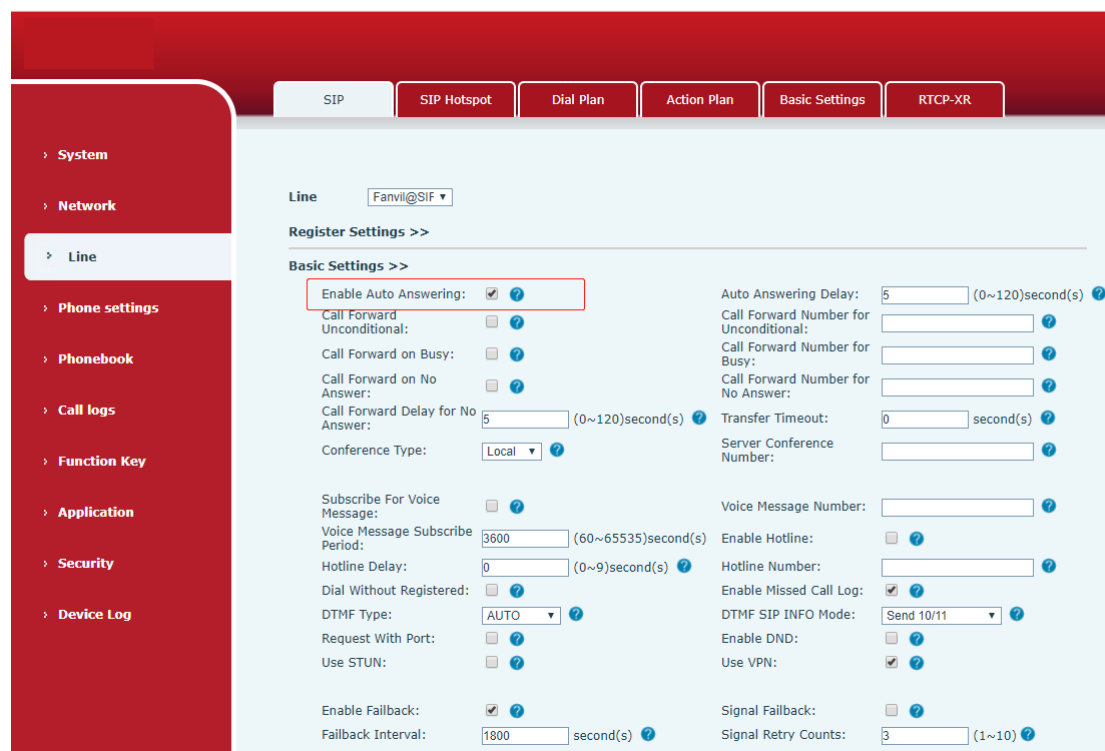 SIP SIP Hotspot Dial Plan Action Plan Basic Settings RTCP-XR
› System
› Network
› Line
› Phone settings
› Phonebook
› Call logs
› Function Key
› Application
› Security
› Device Log
Line Fanvil@SIF
Register Settings >>
Basic Settings >>
Enable Auto Answering: Auto Answering Delay: 5 (0~120)second(s)
Call Forward Unconditional: Call Forward Number for Unconditional:
Call Forward on Busy: Call Forward Number for Busy:
Call Forward on No Answer: Call Forward Number for No Answer:
Call Forward Delay for No Answer: 5 (0~120)second(s) Transfer Timeout: 0 second(s)
Conference Type: Local Server Conference Number:
Subscribe For Voice Message: Voice Message Number:
Voice Message Subscribe Period: 3600 (60~65535)second(s) Enable Hotline:
Hotline Delay: 0 (0~9)second(s) Hotline Number:
Dial Without Registered: Enable Missed Call Log:
DTMF Type: AUTO DTMF SIP INFO Mode: Send 10/11
Request With Port: Enable DND:
Use STUN: Use VPN:
Enable Failback: Signal Failback:
Failback Interval: 1800 second(s) Signal Retry Counts: 3 (1~10)